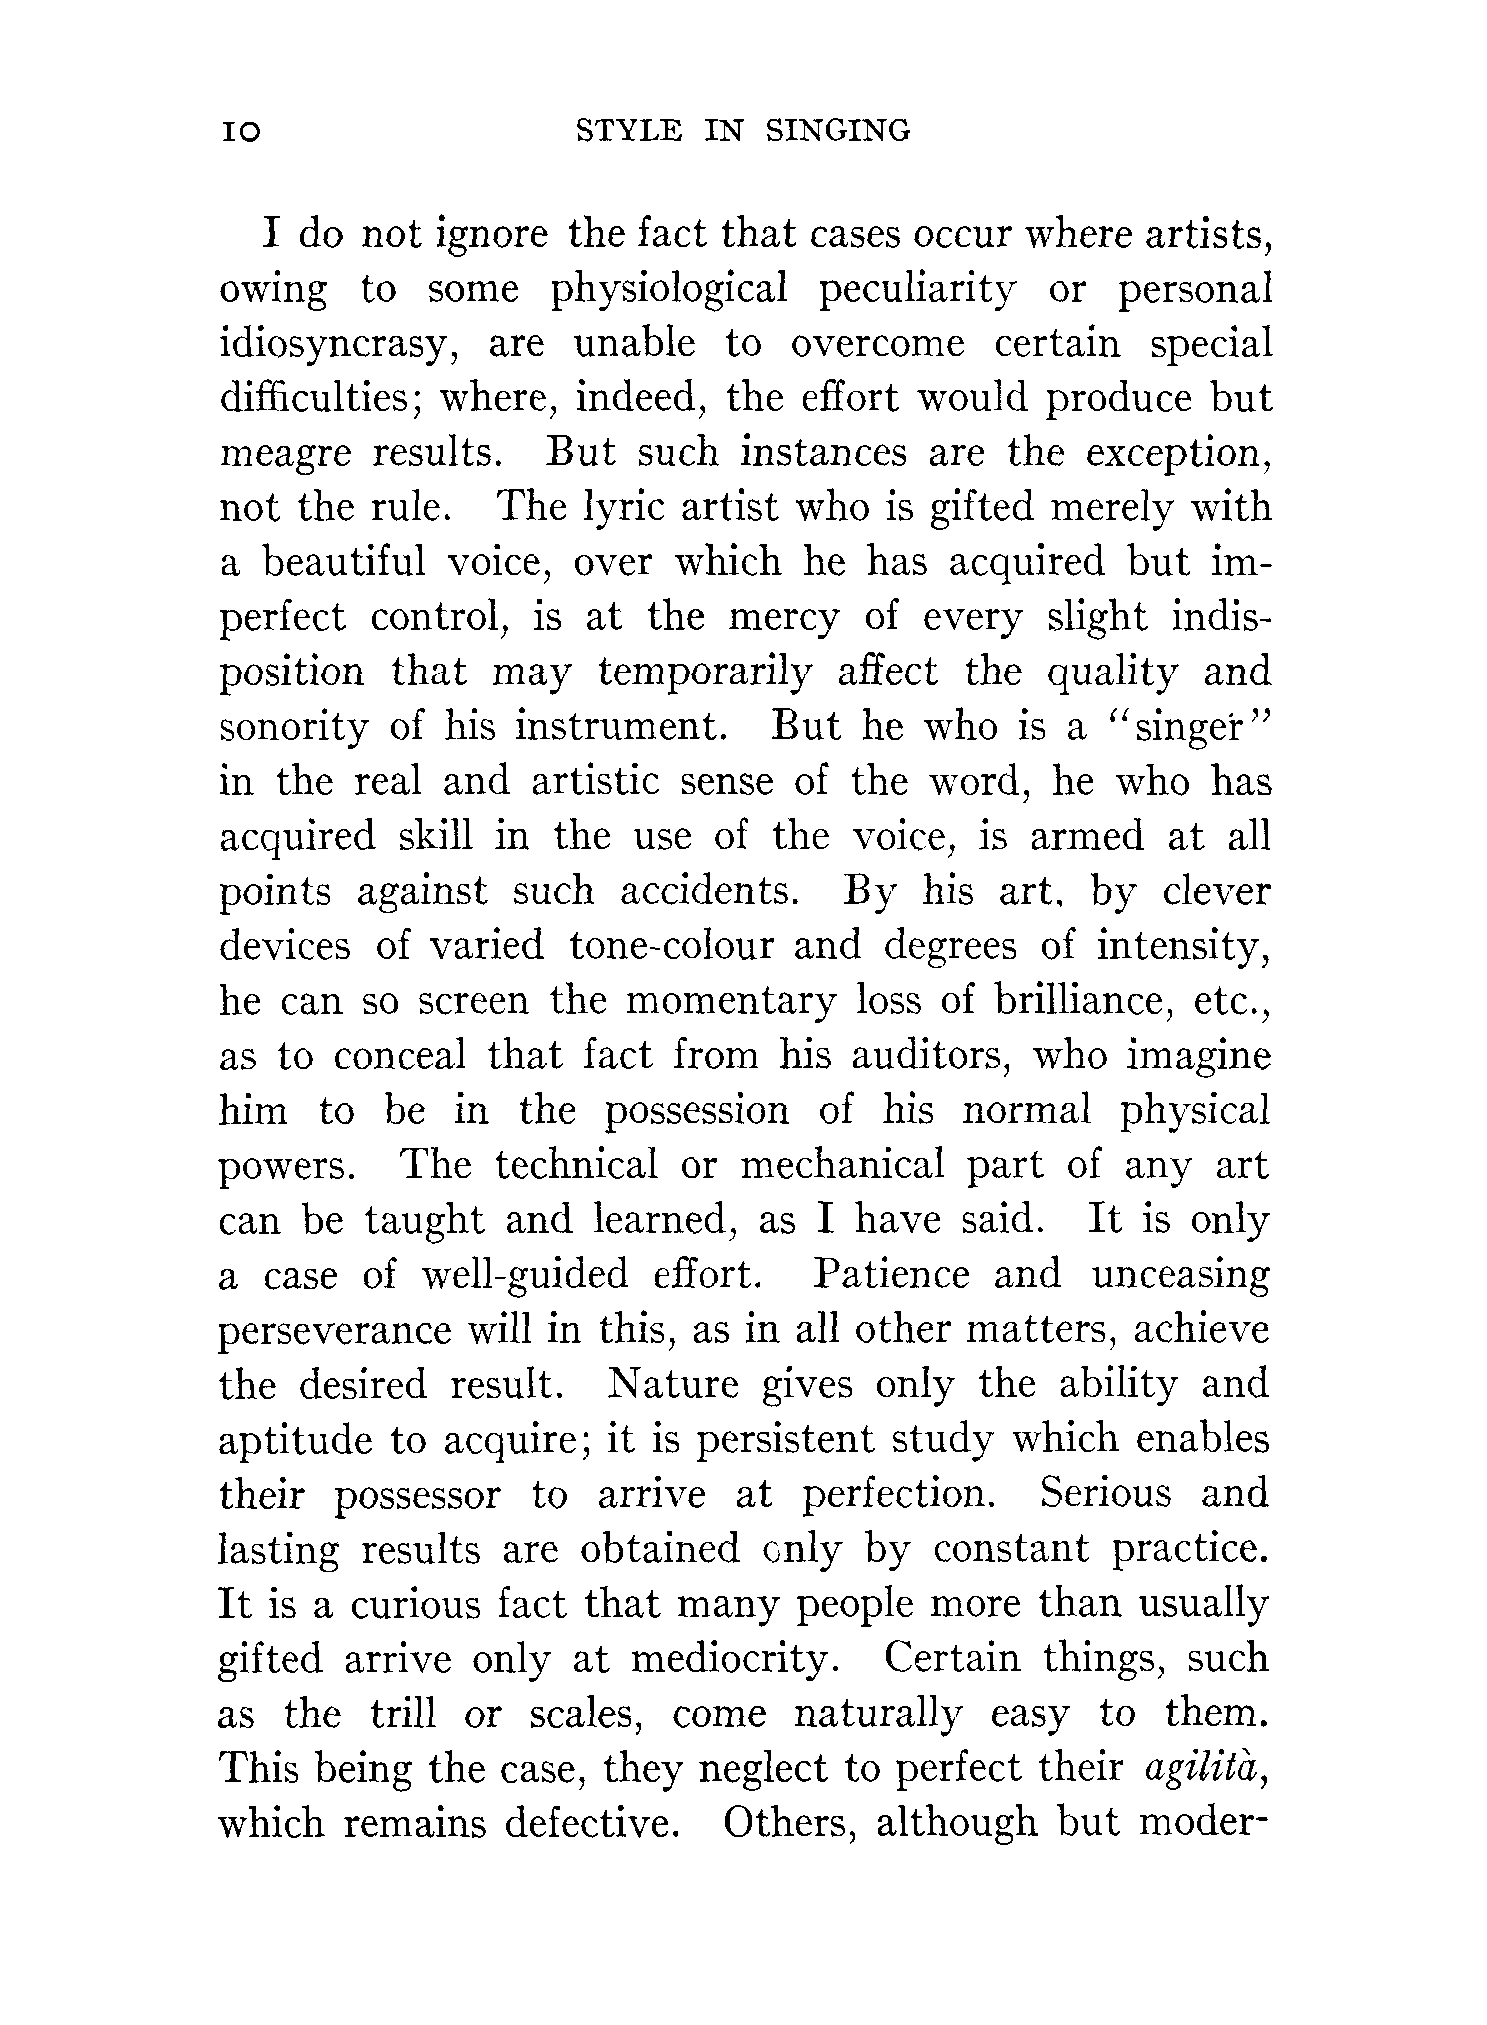 10 STYLE IN SINGING
I do not ignore the fact that cases occur where artists,
owing to some physiological peculiarity or personal
idiosyncrasy, are unable to overcome certain special
difficulties; where, indeed, the effort would produce but
meagre results. But such instances are the exception,
not the rule. The lyric artist who is gifted merely with
a beautiful voice, over which he has acquired but im-
perfect control, is at the mercy of every slight indis-
position that may temporarily affect the quality and
sonority of his instrument. But he who is a “singer”
in the real and artistic sense of the word, he who has
acquired skill in the use of the voice, is armed at all
points against such accidents. By his art, by clever
devices of varied tone-colour and degrees of intensity,
he can so screen the momentary loss of brilliance, etc.,
as to conceal that fact from his auditors, who imagine
him to be in the possession of his normal physical
powers. The technical or mechanical part of any art
can be taught and learned, as I have said. It is only
a case of well-guided effort. Patience and unceasing
perseverance will in this, as in all other matters, achieve
the desired result. Nature gives only the ability and
aptitude to acquire; it is persistent study which enables
their possessor to arrive at perfection. Serious and
lasting results are obtained only by constant practice.
It is a curious fact that many people more than usually
gifted arrive only at mediocrity. Certain things, such
as the trill or scales, come naturally easy to them.
This being the case, they neglect to perfect their agilità,
which remains defective. Others, although but moder-